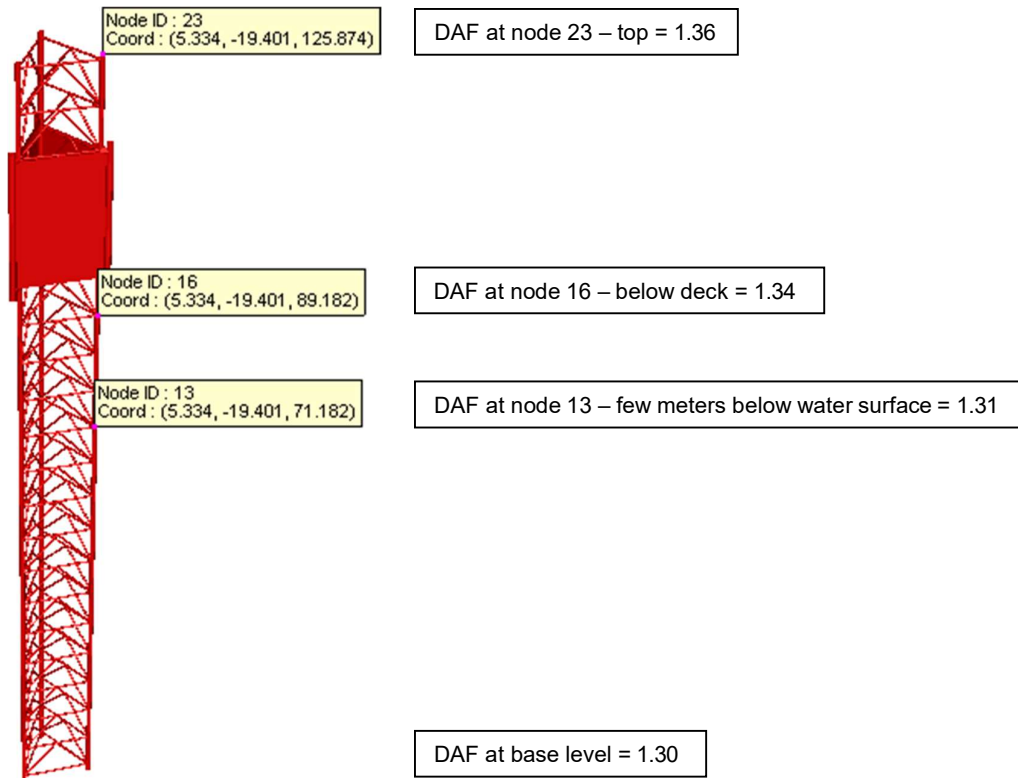 Node ID : 23
Coord : (5.334, -19.401, 125.874)
DAF at node 23 – top = 1.36
Node ID : 16
Coord : (5.334, -19.401, 89.182)
DAF at node 16 – below deck = 1.34
Node ID : 13
Coord : (5.334, -19.401, 71.182)
DAF at node 13 – few meters below water surface = 1.31
DAF at base level = 1.30